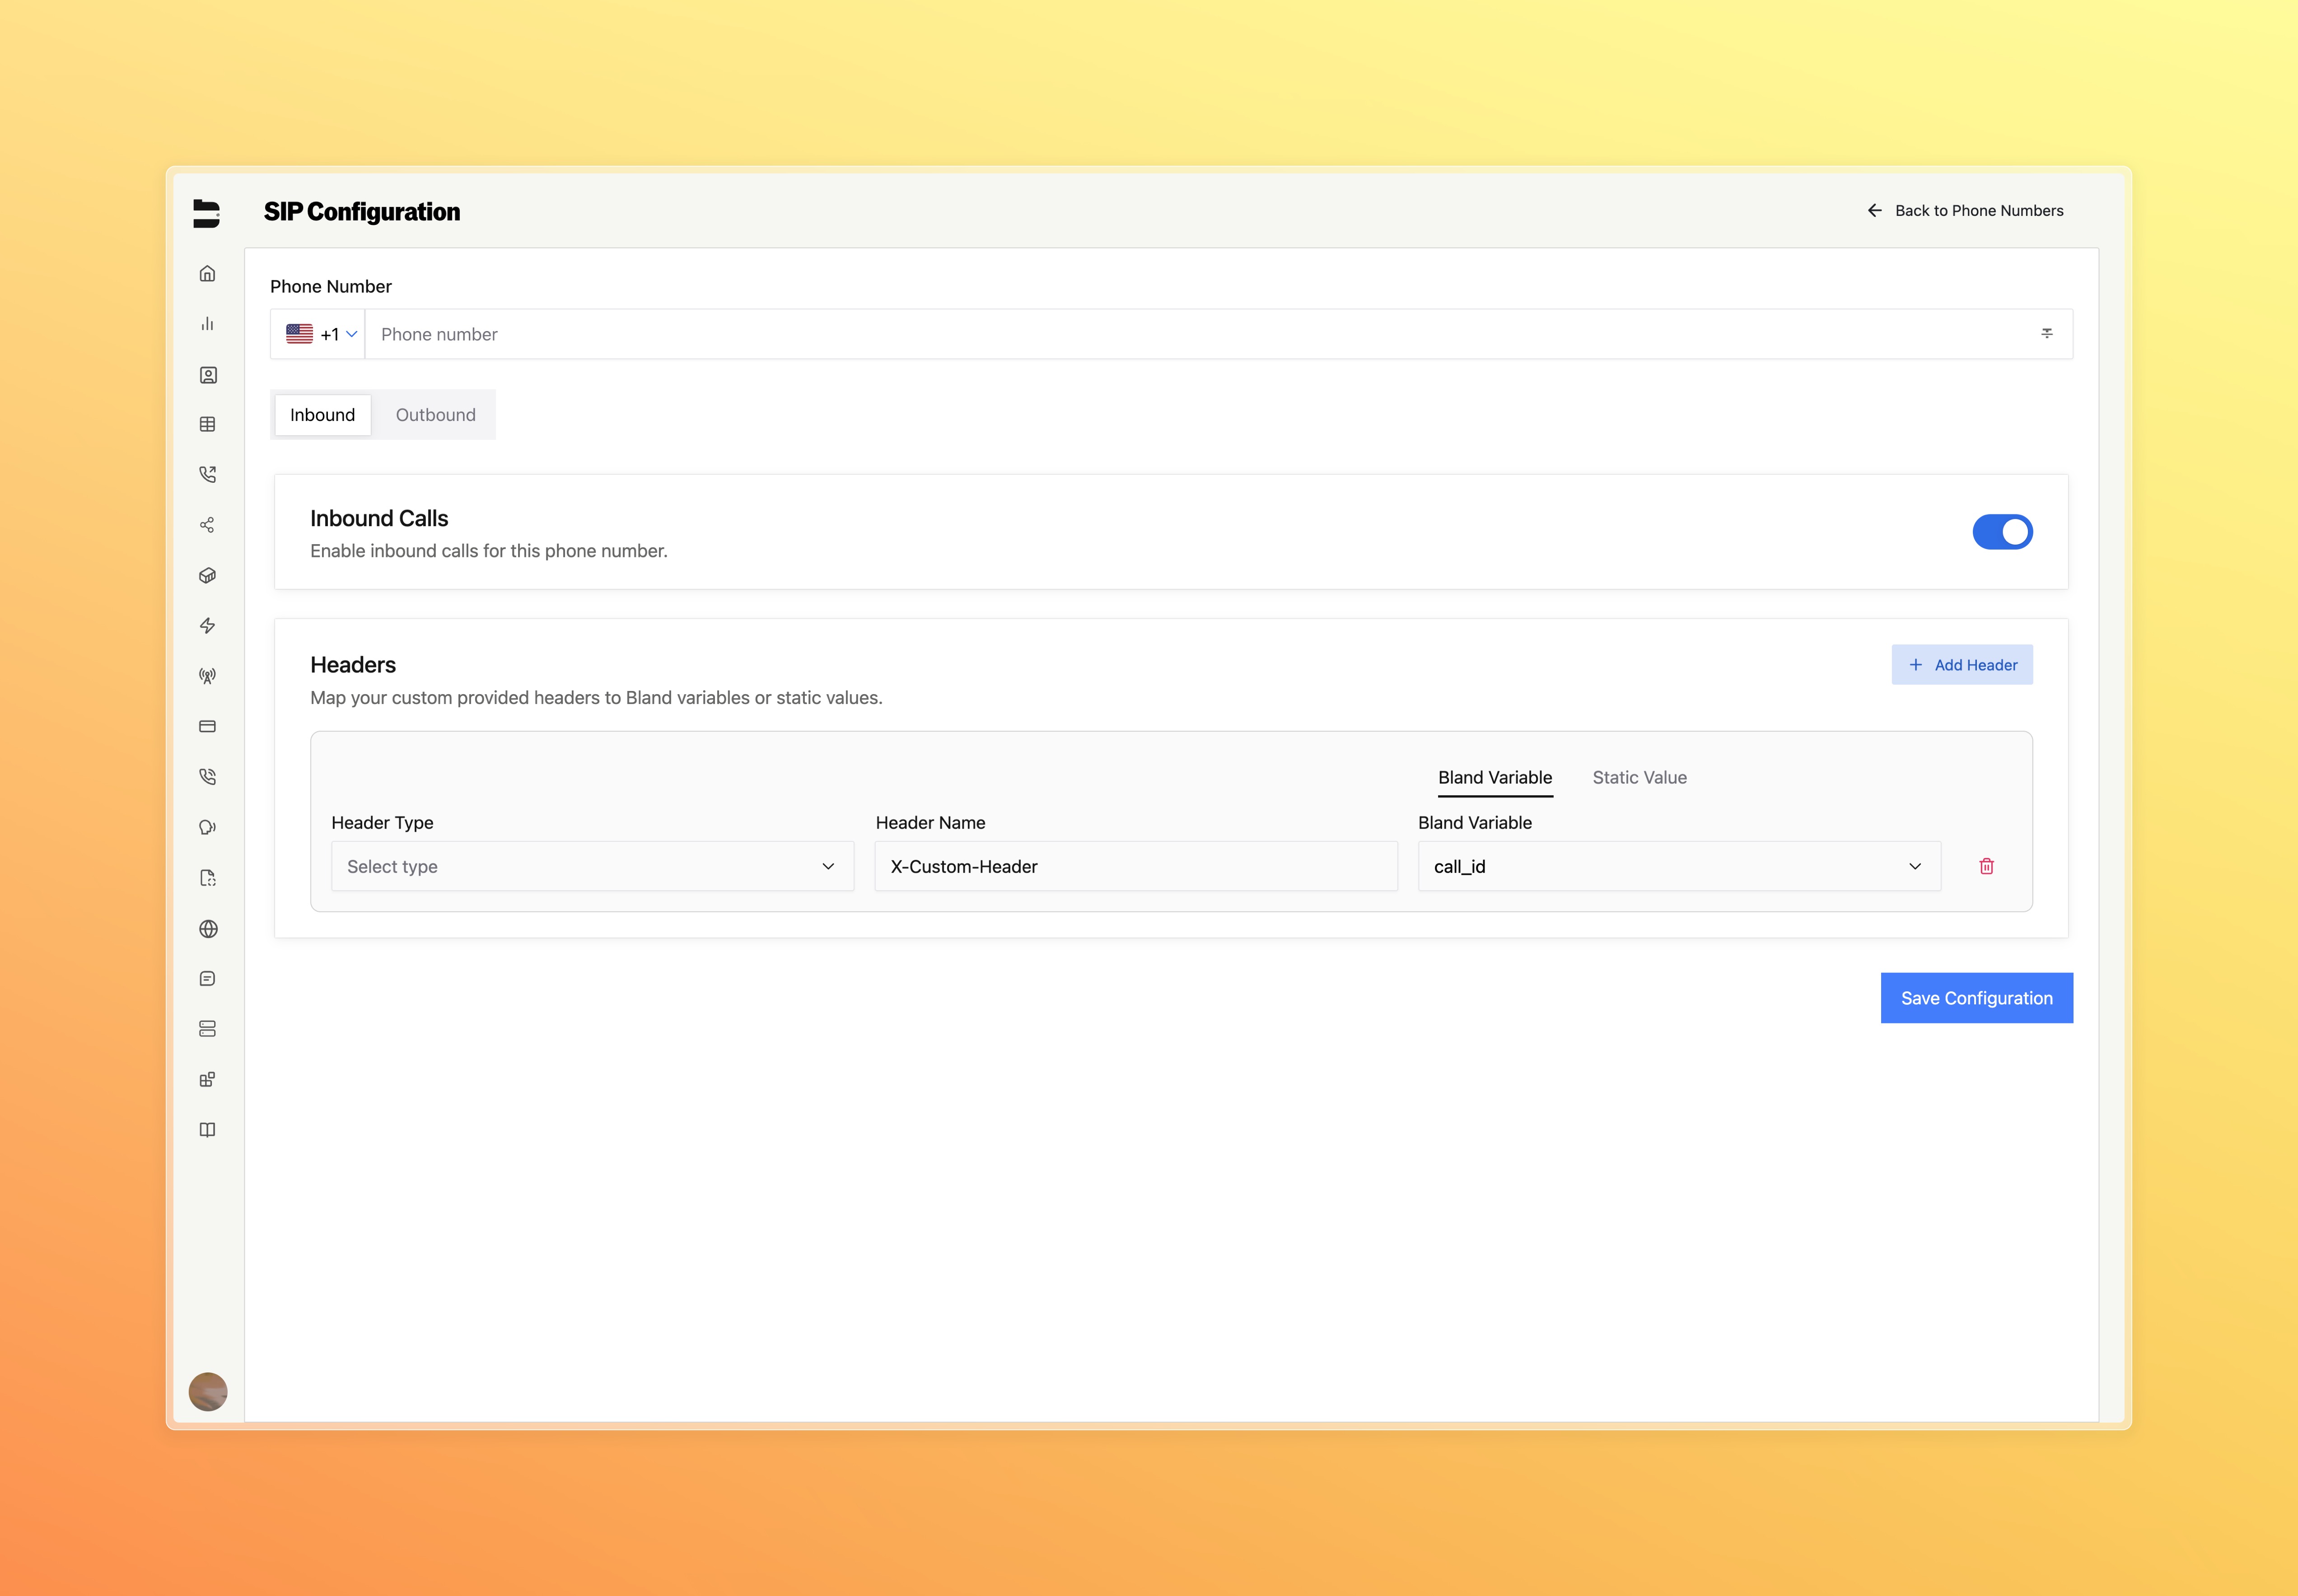 SIP Configuration
Back to Phone Numbers
Phone Number
+1
Phone number
Inbound
Outbound
Inbound Calls
Enable inbound calls for this phone number.
Headers
Add Header
Map your custom provided headers to Bland variables or static values.
Bland Variable
Static Value
Header Type
Header Name
Bland Variable
Select type
X-Custom-Header
call_id
Save Configuration